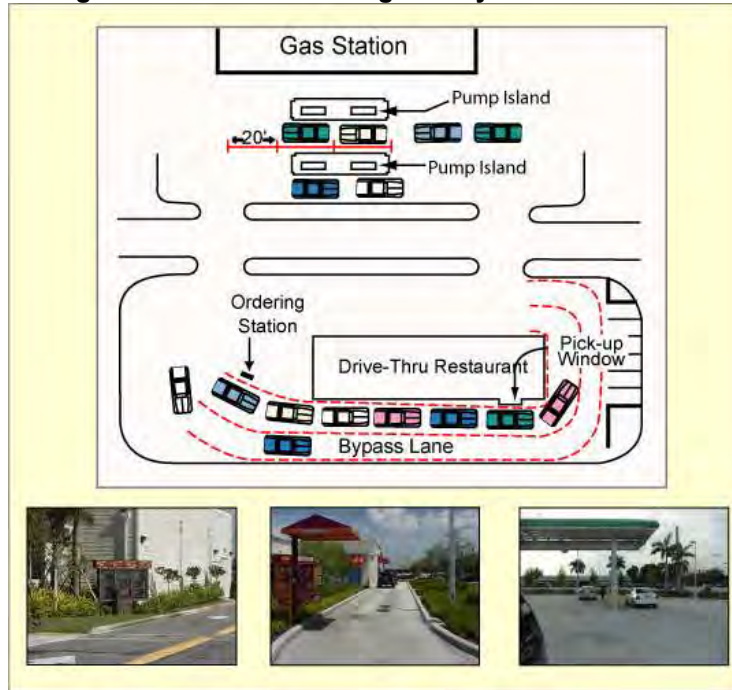 Gas Station
Pump Island
20'
Pump Island
Ordering
Station
Drive-Thru Restaurant
Pick-up
Window
Bypass Lane